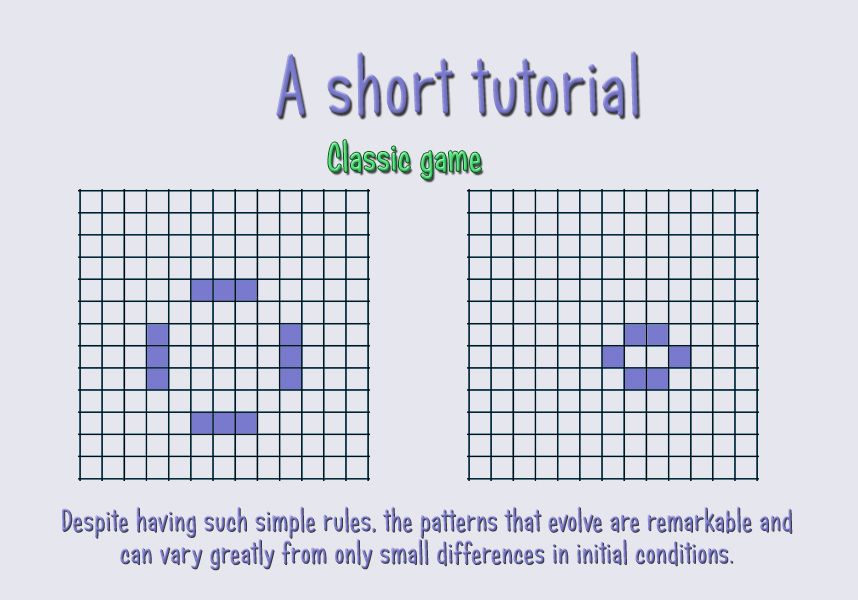 A short tutorial
Classic game
Despite having such simple rules, the patterns that evolve are remarkable and
can vary greatly from only small differences in initial conditions.